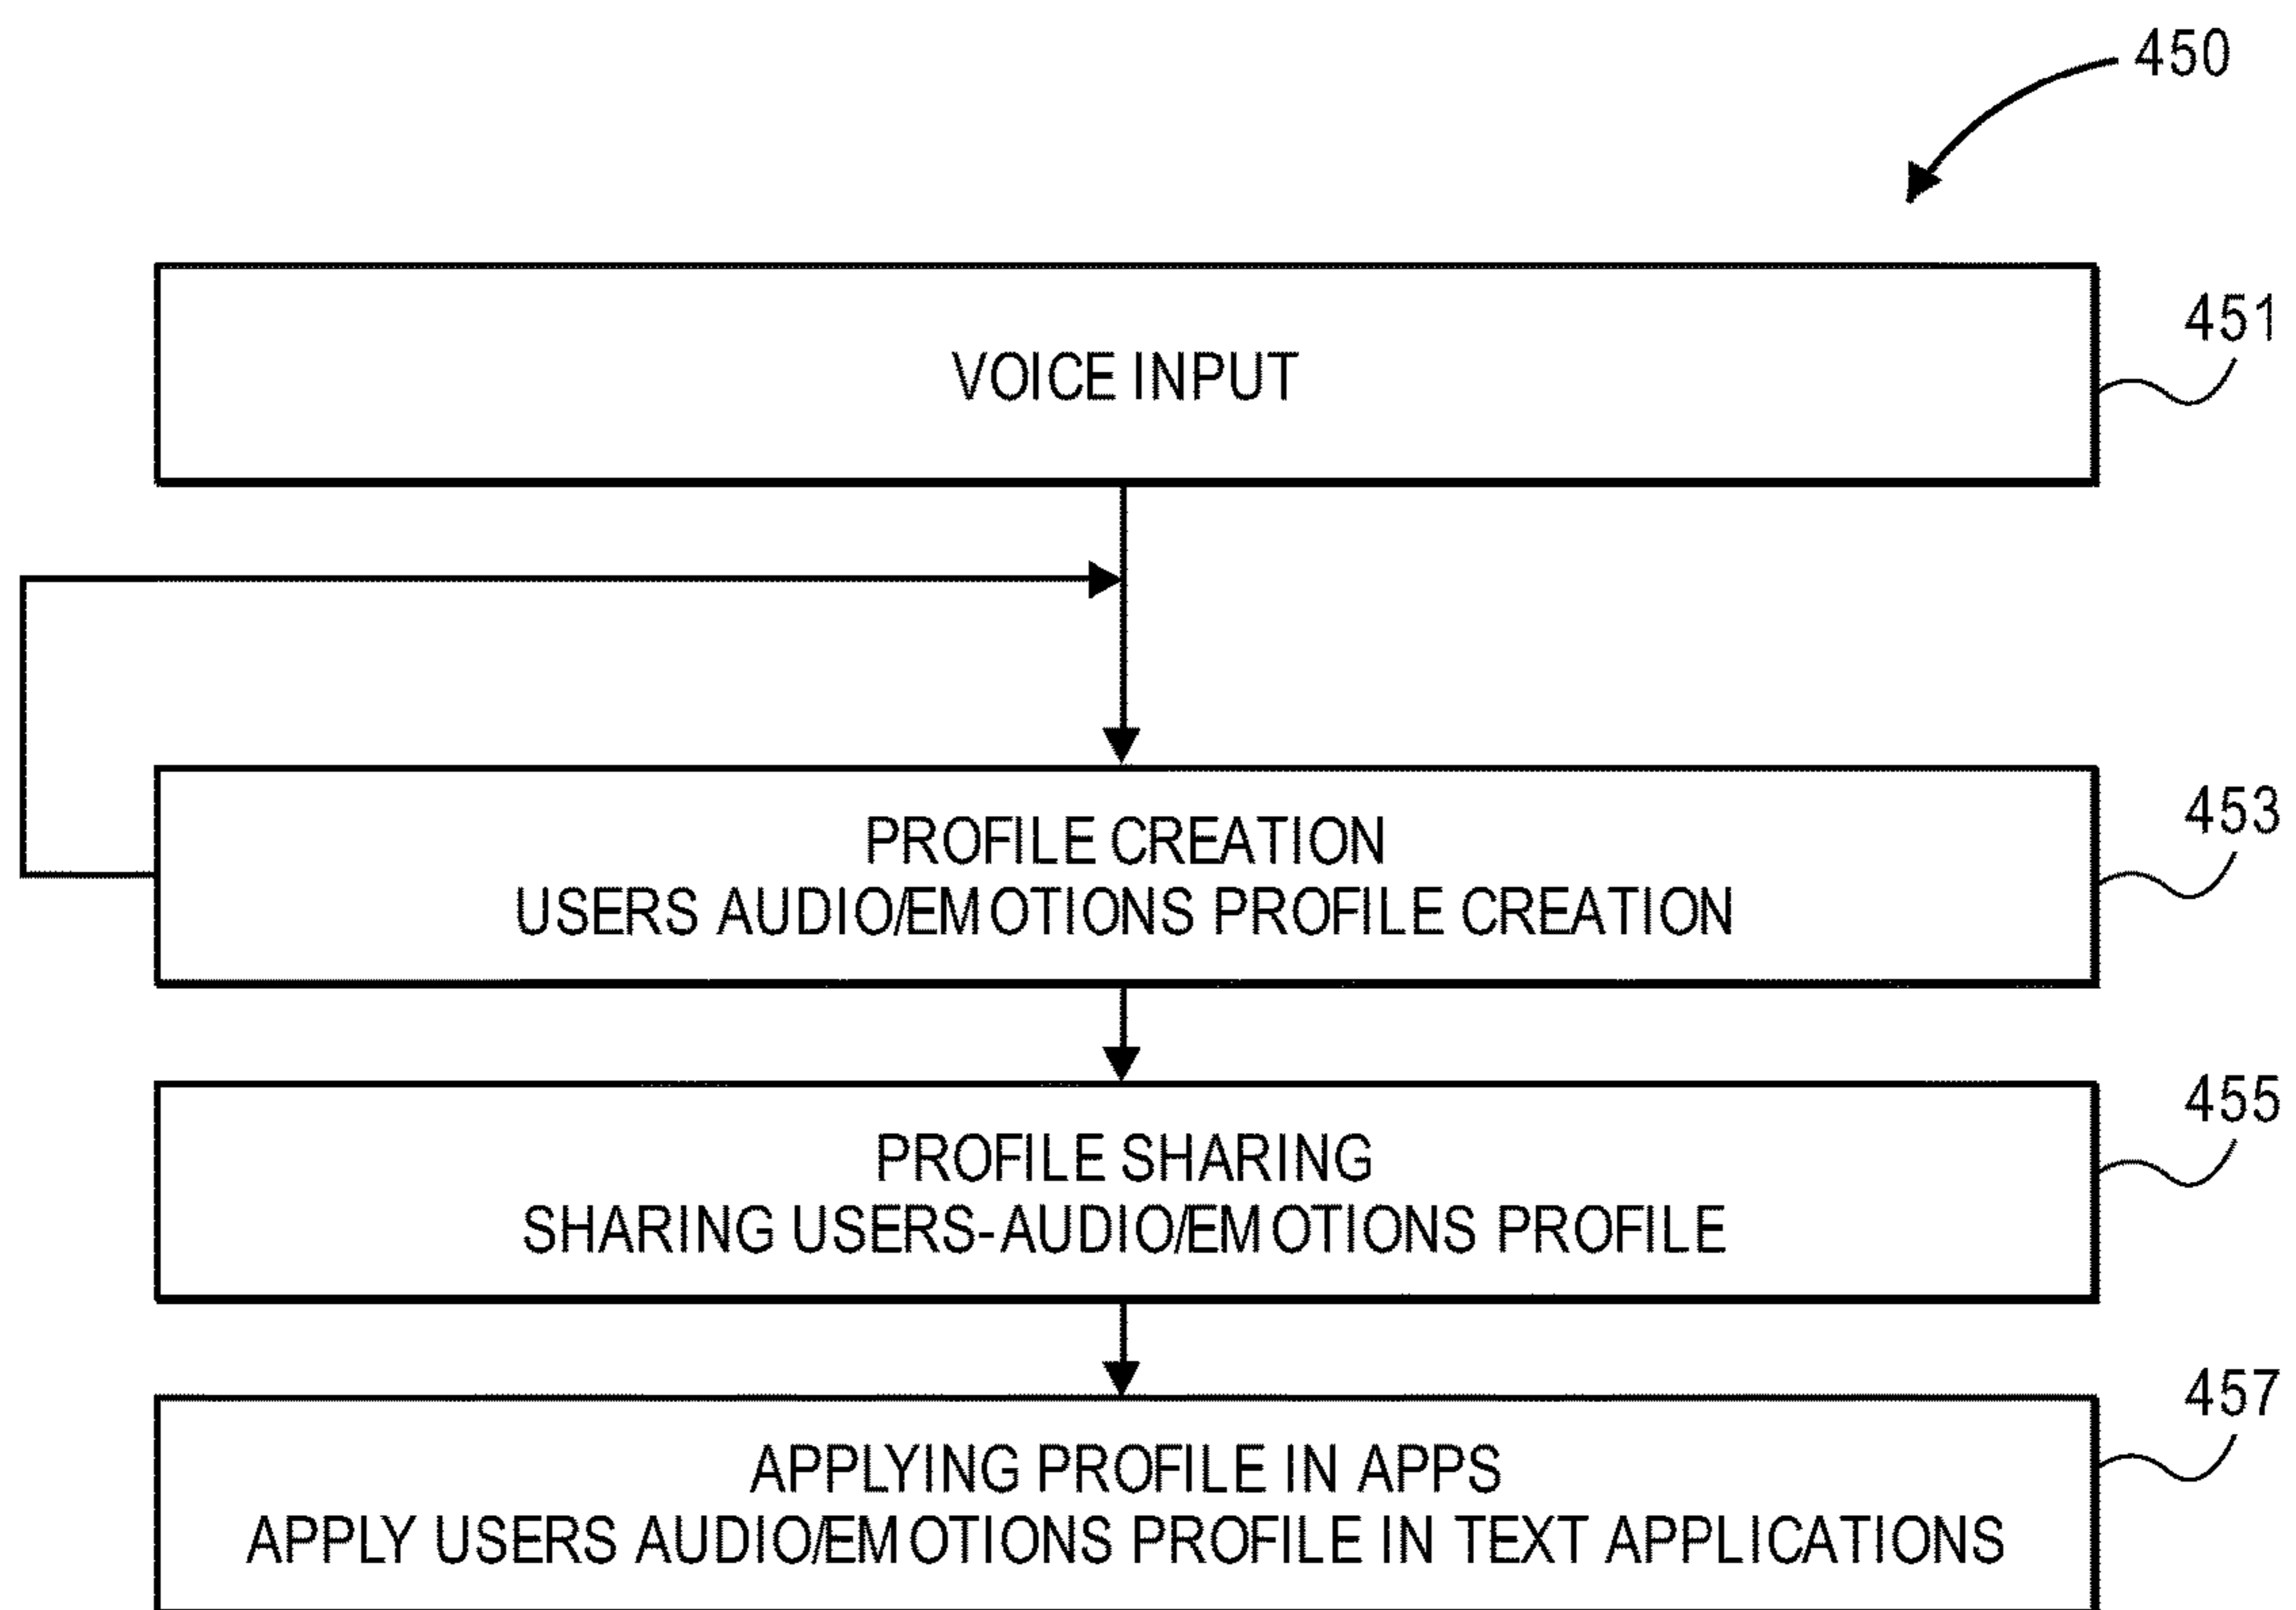 450
VOICE INPUT
451
PROFILE CREATION
USERS AUDIO/EMOTIONS PROFILE CREATION
453
PROFILE SHARING
SHARING USERS-AUDIO/EMOTIONS PROFILE
455
APPLYING PROFILE IN APPS
APPLY USERS AUDIO/EMOTIONS PROFILE IN TEXT APPLICATIONS
457